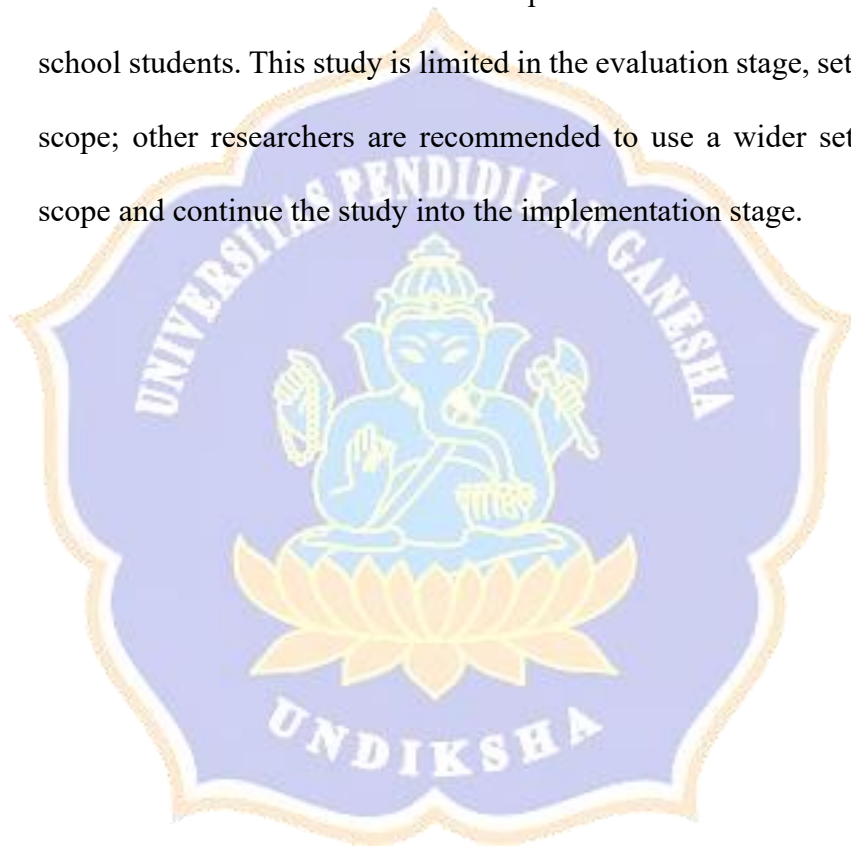 school students. This study is limited in the evaluation stage, set
scope; other researchers are recommended to use a wider set
scope and continue the study into the implementation stage.
UNIVERSITAS PENDIDIKAN GANESHA
UNDIKSHA